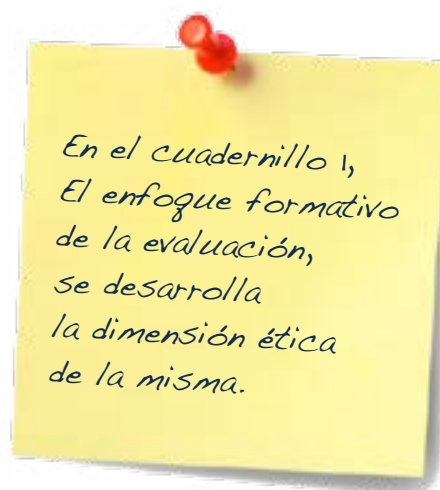 En el cuadernillo 1,
El enfoque formativo
de la evaluación,
se desarrolla
la dimensión ética
de la misma.